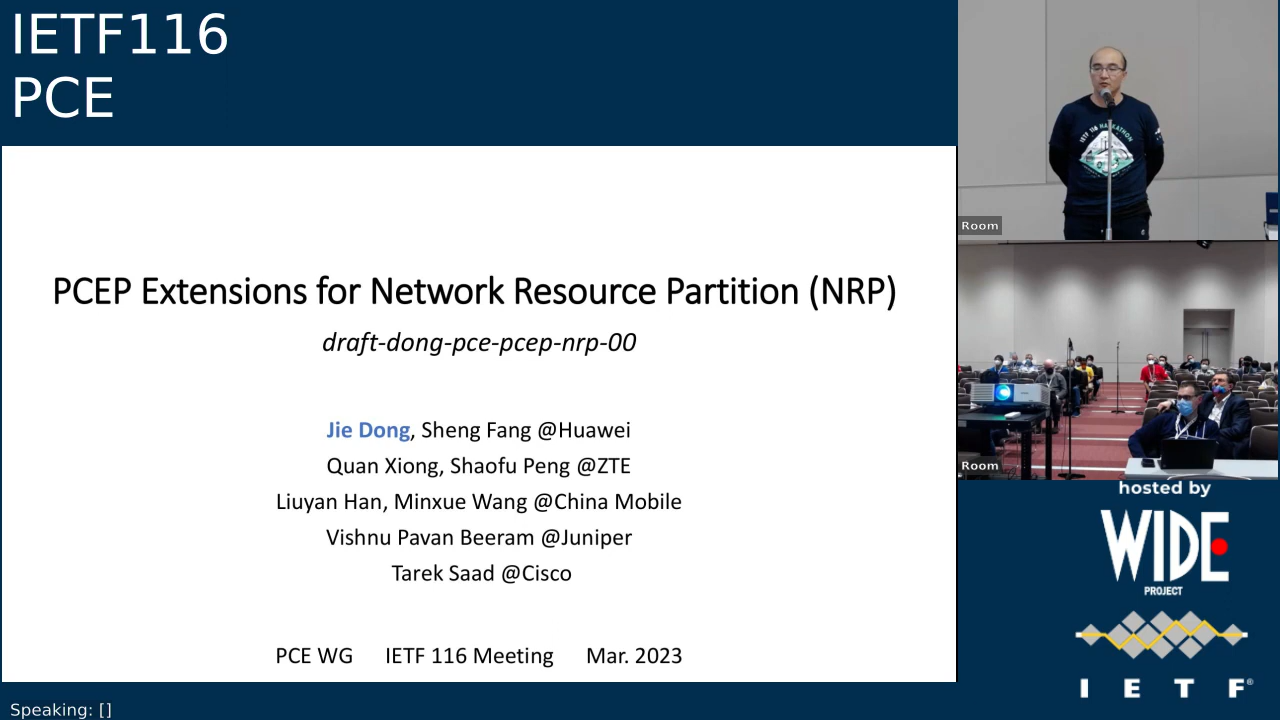 IETF116
PCE
PCEP Extensions for Network Resource Partition (NRP)
draft-dong-pce-pcep-nrp-00
Jie Dong, Sheng Fang @Huawei
Quan Xiong, Shaofu Peng @ZTE
Liuyan Han, Minxue Wang @China Mobile
Vishnu Pavan Beeram @Juniper
Tarek Saad @Cisco
PCE WG IETF 116 Meeting Mar. 2023
Speaking: []
IETF 116 HACKATHON
Room
Room
hosted by
WIDE
PROJECT
I E T F®